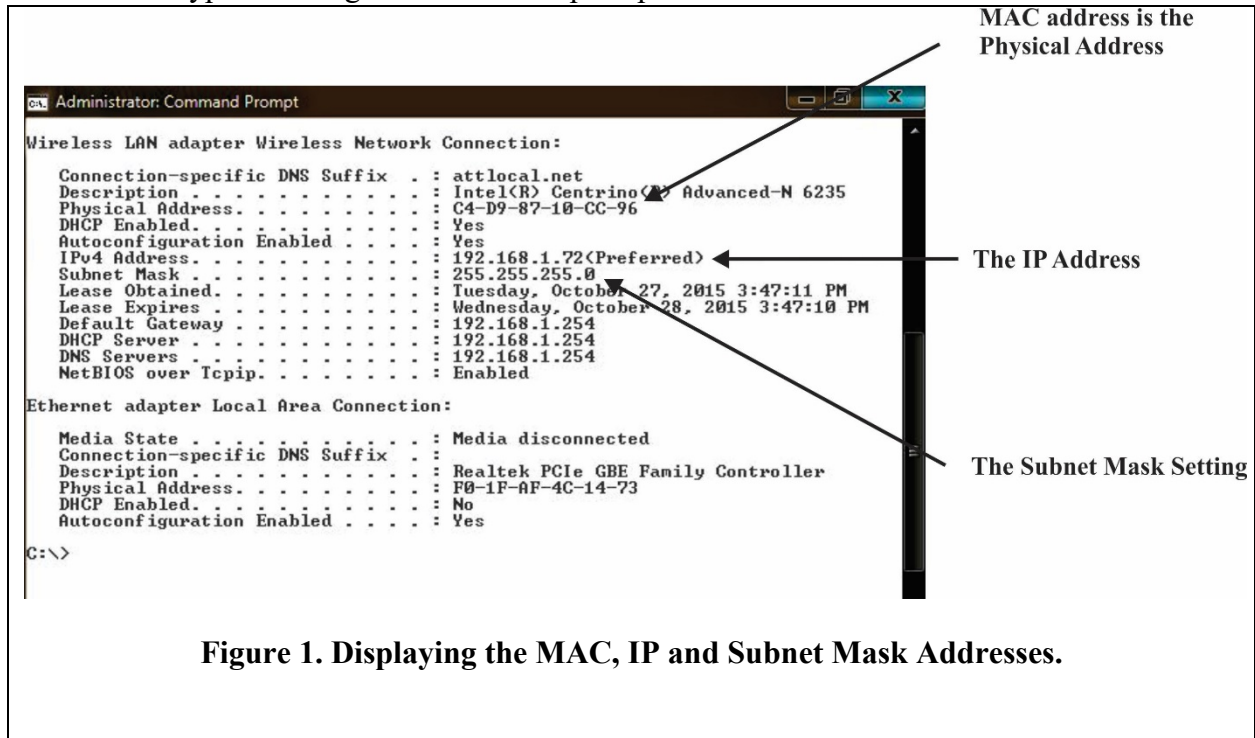 MAC address is the
Physical Address
Administrator: Command Prompt
Wireless LAN adapter Wireless Network Connection:
Connection-specific DNS Suffix . : attlocal.net
Description . . . . . . . . . . . : Intel(R) Centrino(R) Advanced-N 6235
Physical Address. . . . . . . . . : C4-D9-87-10-CC-96
DHCP Enabled. . . . . . . . . . . : Yes
Autoconfiguration Enabled . . . . : Yes
IPv4 Address. . . . . . . . . . . : 192.168.1.72(Preferred)
The IP Address
Subnet Mask . . . . . . . . . . . : 255.255.255.0
Lease Obtained. . . . . . . . . . : Tuesday, October 27, 2015 3:47:11 PM
Lease Expires . . . . . . . . . . : Wednesday, October 28, 2015 3:47:10 PM
Default Gateway . . . . . . . . . : 192.168.1.254
DHCP Server . . . . . . . . . . . : 192.168.1.254
DNS Servers . . . . . . . . . . . : 192.168.1.254
NetBIOS over Tcpip. . . . . . . . : Enabled
Ethernet adapter Local Area Connection:
Media State . . . . . . . . . . . : Media disconnected
Connection-specific DNS Suffix . :
Description . . . . . . . . . . . : Realtek PCIe GBE Family Controller
The Subnet Mask Setting
Physical Address. . . . . . . . . : F0-1F-AF-4C-14-73
DHCP Enabled. . . . . . . . . . . : No
Autoconfiguration Enabled . . . . : Yes
C:\>
Figure 1. Displaying the MAC, IP and Subnet Mask Addresses.